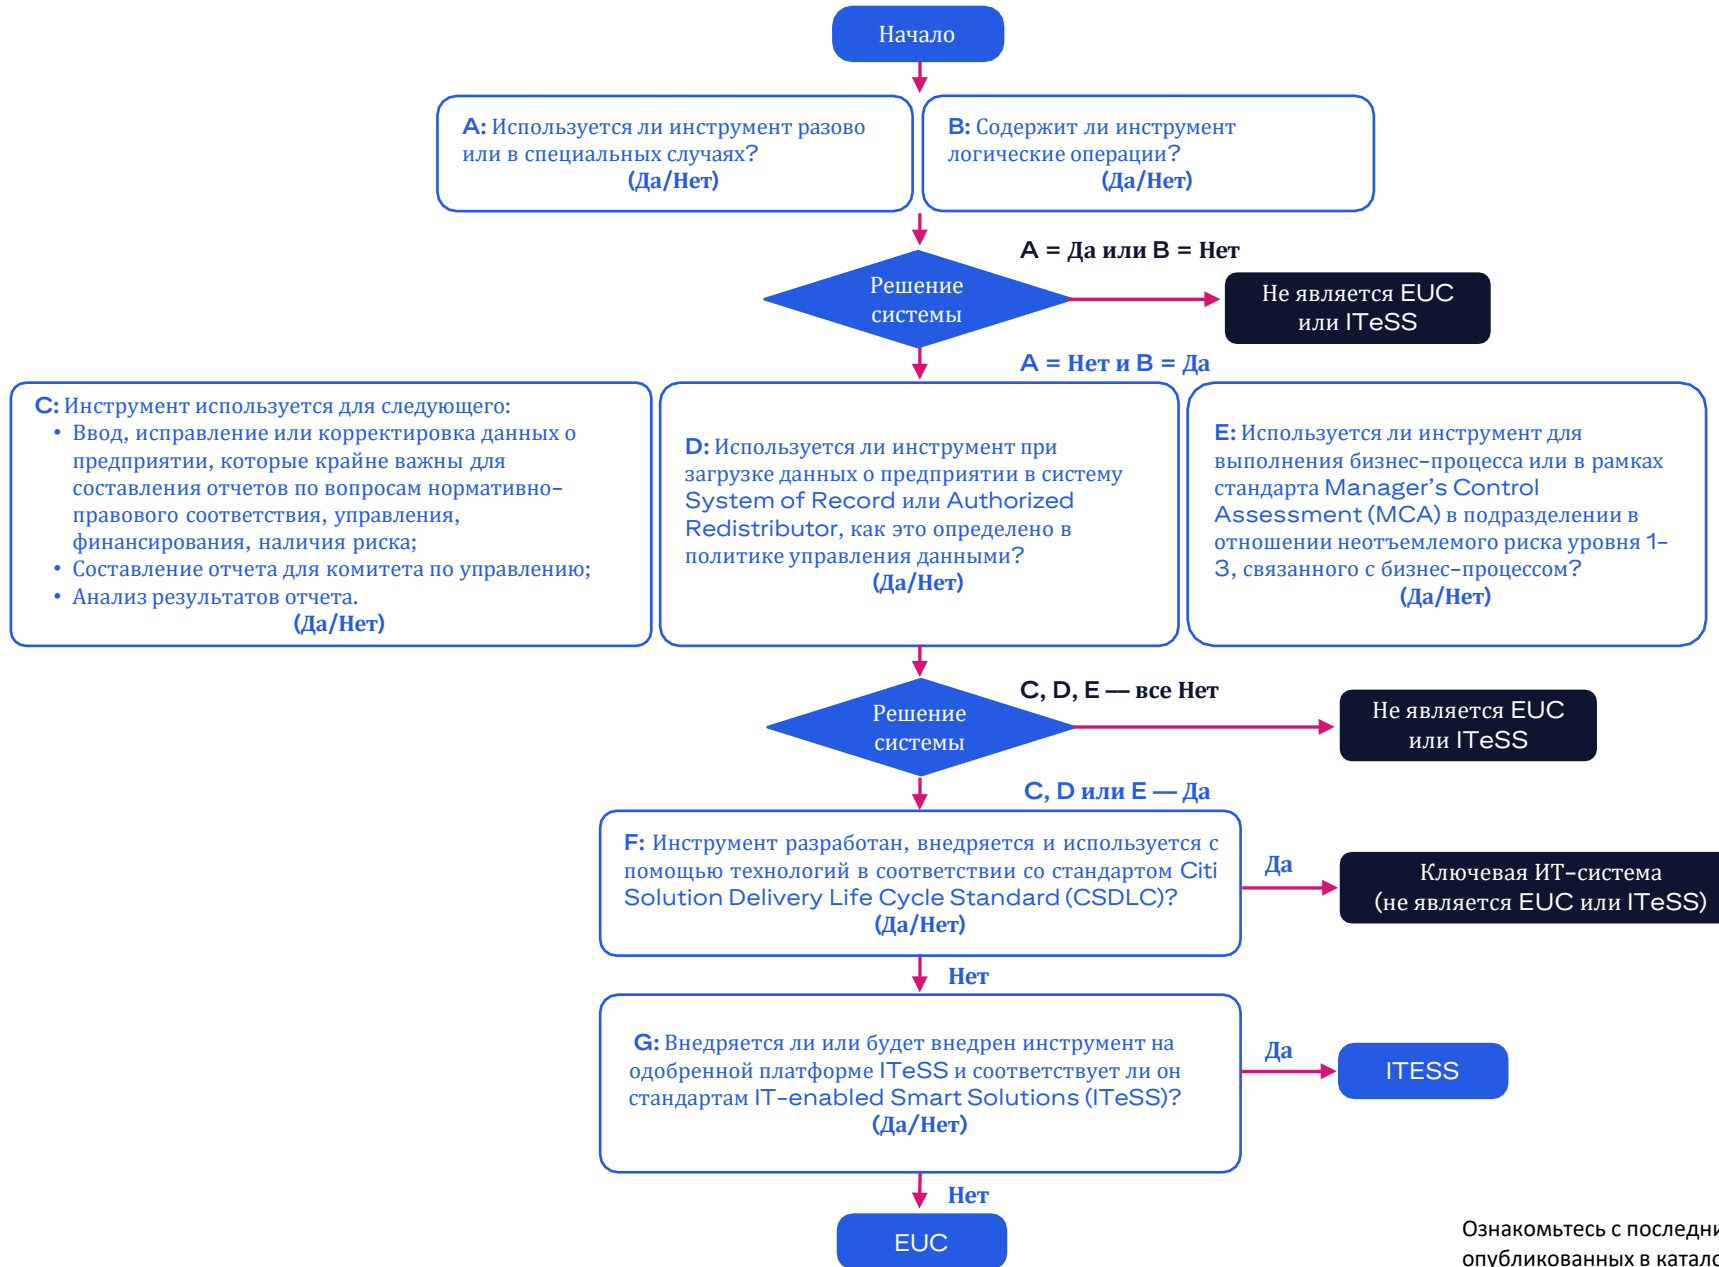 Начало
A: Используется ли инструмент разово
или в специальных случаях?
(Да/Нет)
B: Содержит ли инструмент
логические операции?
(Да/Нет)
A = Да или B = Нет
Решение
системы
Не является EUC
или ITeSS
A = Нет и B = Да
C: Инструмент используется для следующего:
• Ввод, исправление или корректировка данных о
предприятии, которые крайне важны для
составления отчетов по вопросам нормативно-
правового соответствия, управления,
финансирования, наличия риска;
• Составление отчета для комитета по управлению;
• Анализ результатов отчета.
(Да/Нет)
D: Используется ли инструмент при
загрузке данных о предприятии в систему
System of Record или Authorized
Redistributor, как это определено в
политике управления данными?
(Да/Нет)
E: Используется ли инструмент для
выполнения бизнес-процесса или в рамках
стандарта Manager’s Control
Assessment (MCA) в подразделении в
отношении неотъемлемого риска уровня 1-
3, связанного с бизнес-процессом?
(Да/Нет)
C, D, E — все Нет
Решение
системы
Не является EUC
или ITeSS
C, D или E — Да
F: Инструмент разработан, внедряется и используется с
помощью технологий в соответствии со стандартом Citi
Solution Delivery Life Cycle Standard (CSDLC)?
(Да/Нет)
Да
Ключевая ИТ-система
(не является EUC или ITeSS)
Нет
G: Внедряется ли или будет внедрен инструмент на
одобренной платформе ITeSS и соответствует ли он
стандартам IT-enabled Smart Solutions (ITeSS)?
(Да/Нет)
Да
ITESS
Нет
EUC
Ознакомьтесь с
опубликованных в